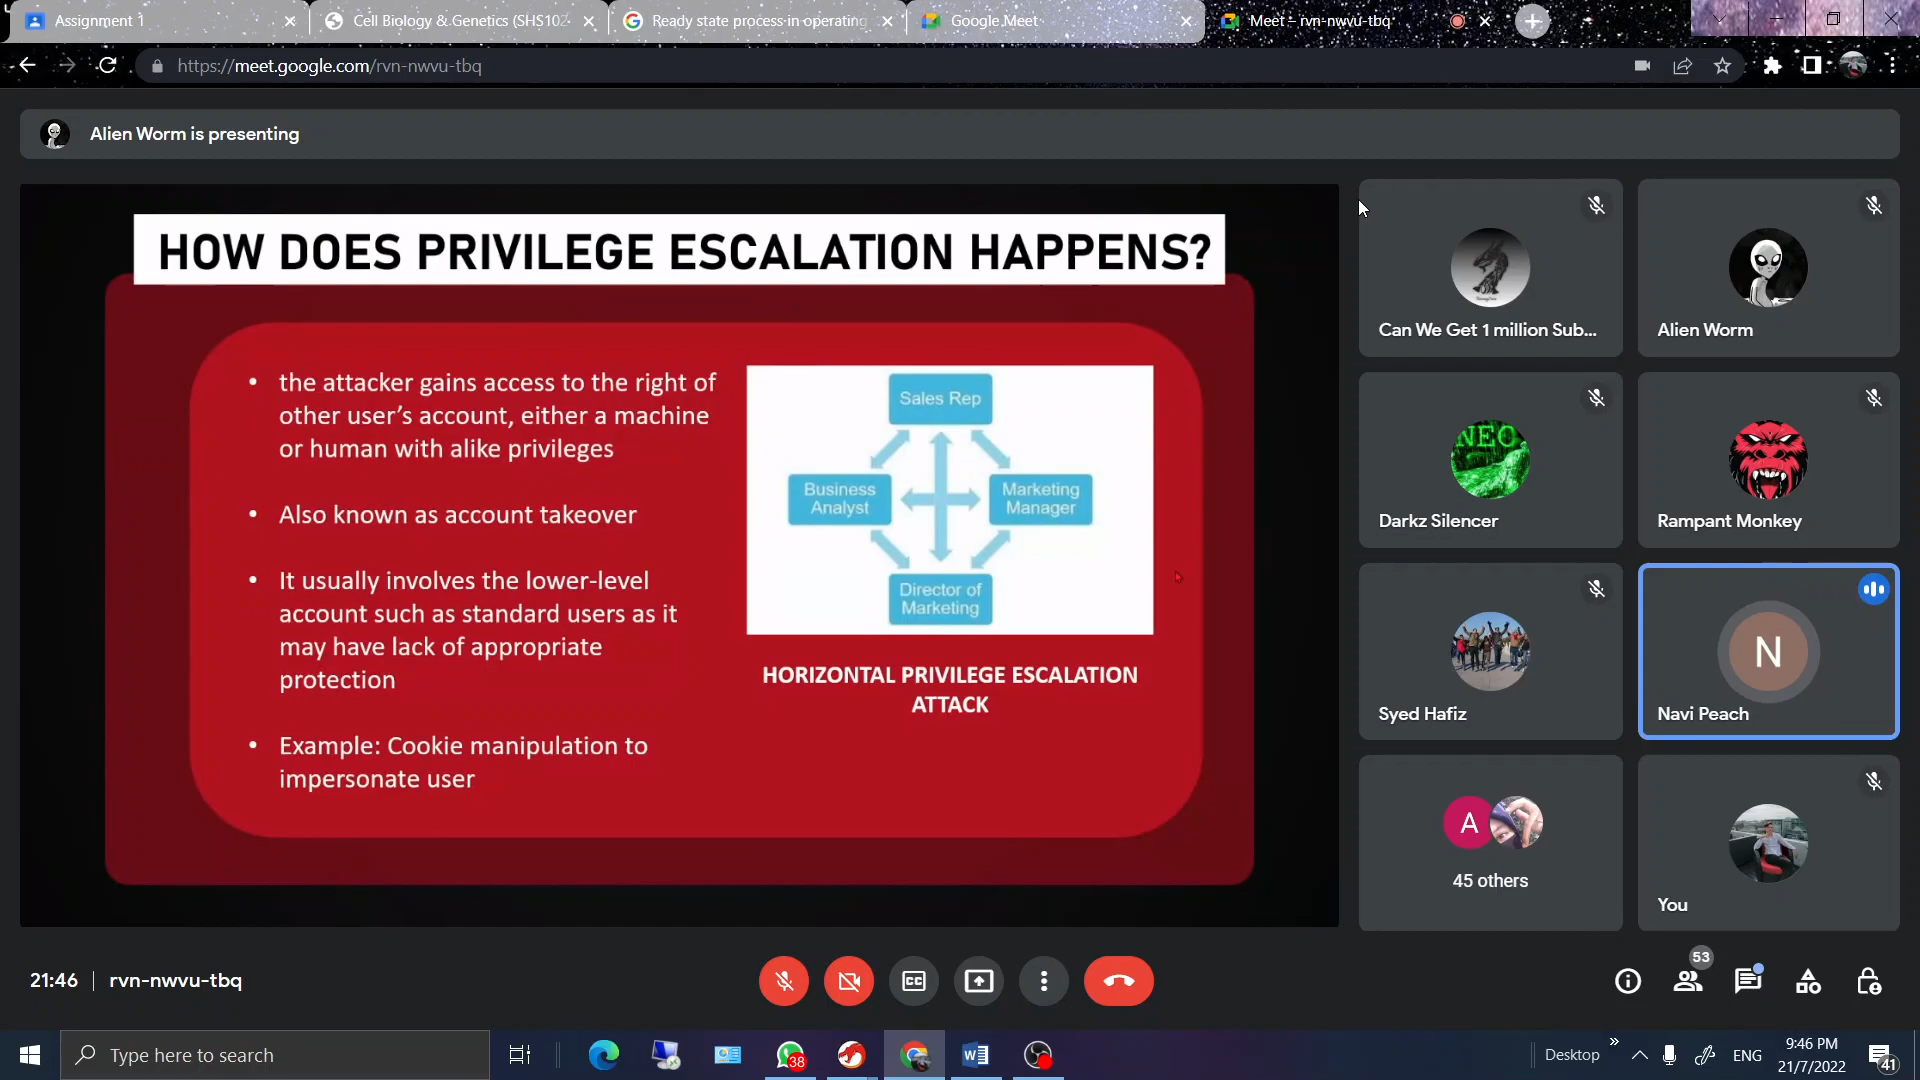 Assignment 1
Cell Biology & Genetics (SHS102
Ready state process in operating
Google Meet
Meet – rvn-nwvu-tbq
https://meet.google.com/rvn-nwvu-tbq
Alien Worm is presenting
HOW DOES PRIVILEGE ESCALATION HAPPENS?
• the attacker gains access to the right of
other user's account, either a machine
or human with alike privileges
• Also known as account takeover
• It usually involves the lower-level
account such as standard users as it
may have lack of appropriate
protection
• Example: Cookie manipulation to
impersonate user
Sales Rep
Business
Analyst
Marketing
Manager
Director of
Marketing
HORIZONTAL PRIVILEGE ESCALATION
ATTACK
Can We Get 1 million Sub...
Alien Worm
NEO
Darkz Silencer
Rampant Monkey
Syed Hafiz
N
Navi Peach
A
45 others
You
21:46 | rvn-nwvu-tbq
CC
53
Type here to search
38
Desktop
ENG
9:46 PM
21/7/2022
41